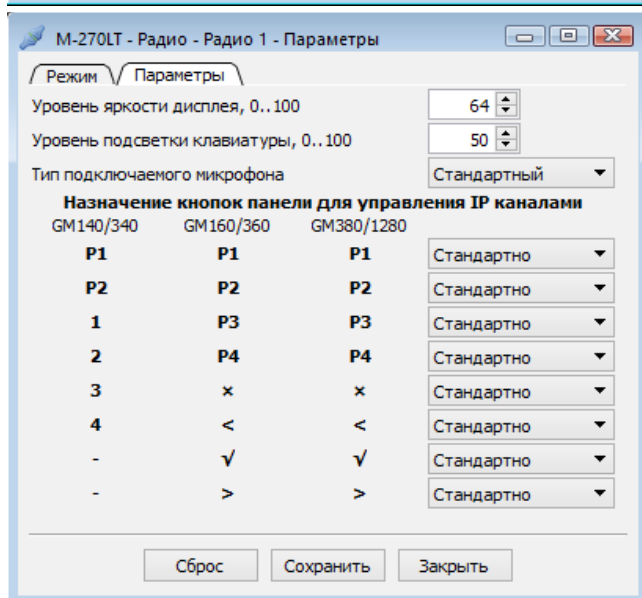 M-270LT - Радио - Радио 1 - Параметры
Режим Параметры
Уровень яркости дисплея, 0..100 64
Уровень подсветки клавиатуры, 0..100 50
Тип подключаемого микрофона Стандартный
Назначение кнопок панели для управления IP каналами
GM140/340 GM160/360 GM380/1280
P1 P1 P1 Стандартно
P2 P2 P2 Стандартно
1 P3 P3 Стандартно
2 P4 P4 Стандартно
3 × × Стандартно
4 < < Стандартно
- √ √ Стандартно
- > > Стандартно
Сброс Сохранить Закрыть